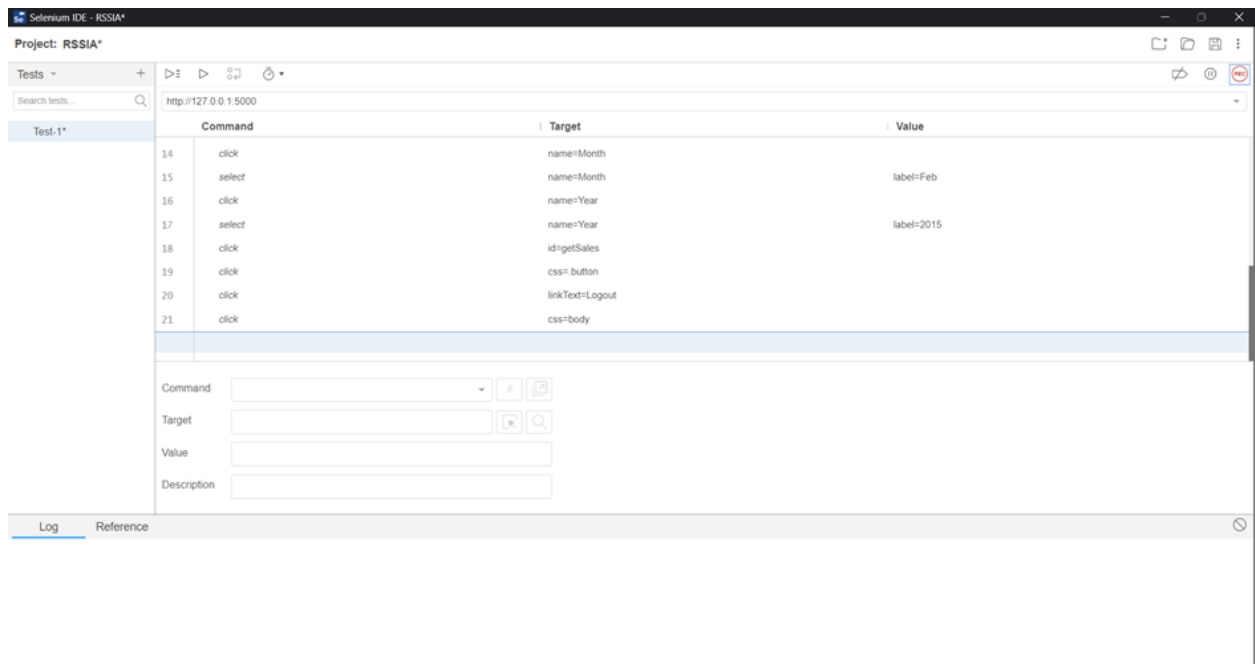 Selenium IDE - RSSIA*
Project: RSSIA*
Tests
Search tests...
Test-1*
REC
http://127.0.0.1:5000
Command Target Value
14 click name=Month
15 select name=Month label=Feb
16 click name=Year
17 select name=Year label=2015
18 click id=getSales
19 click css=.button
20 click linkText=Logout
21 click css=body
Command //
Target
Value
Description
Log Reference